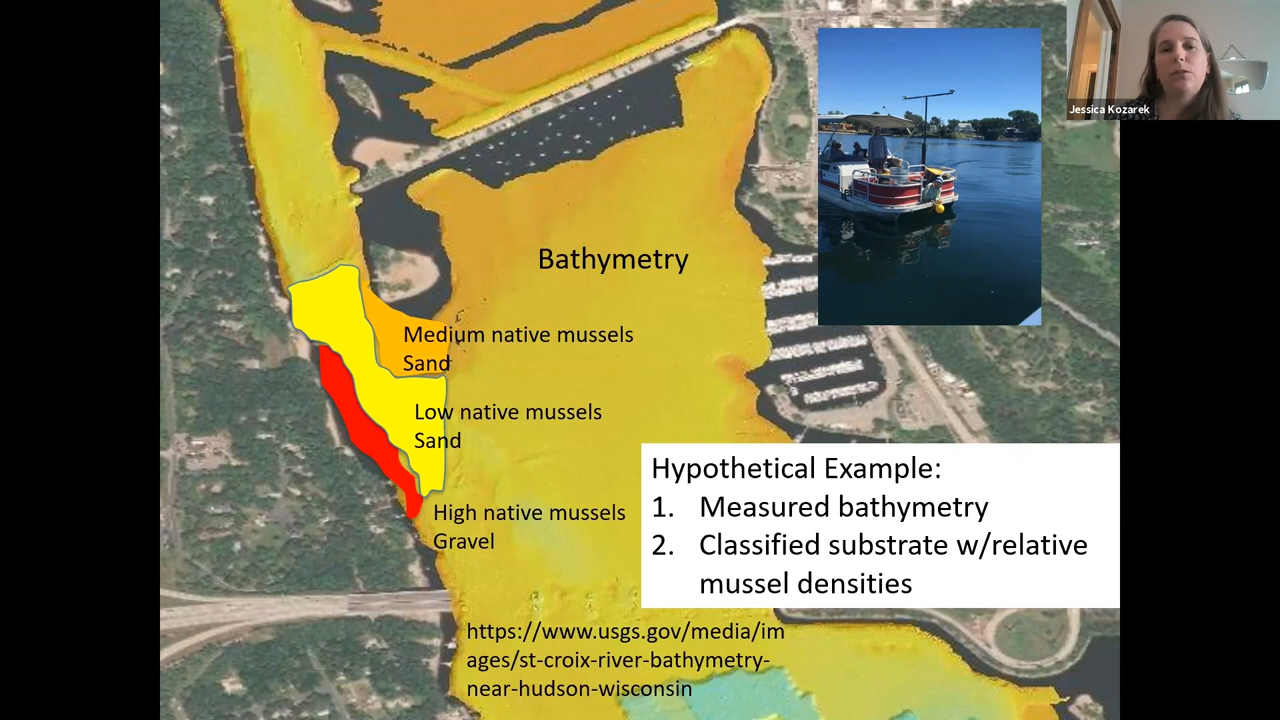 Jessica Kozarek
Bathymetry
Medium native mussels
Sand
Low native mussels
Sand
High native mussels
Gravel
Hypothetical Example:
1. Measured bathymetry
2. Classified substrate w/relative
mussel densities
https://www.usgs.gov/media/im
ages/st-croix-river-bathymetry-
near-hudson-wisconsin